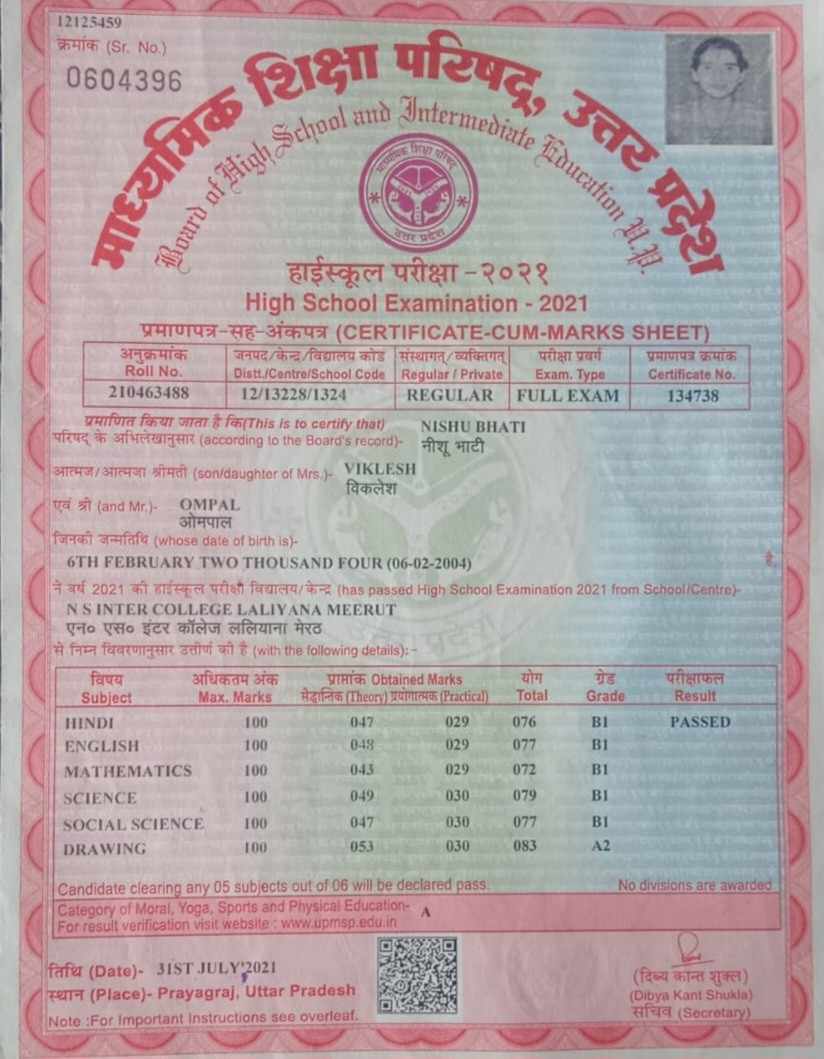 12125459
क्रमांक (Sr. No.)
0604396
माध्यमिक शिक्षा परिषद्, उत्तर प्रदेश
Board of High School and Intermediate Education U.P.
माध्यमिक शिक्षा परिषद्
उत्तर प्रदेश
हाईस्कूल परीक्षा -२०२१
High School Examination - 2021
प्रमाणपत्र-सह-अंकपत्र (CERTIFICATE-CUM-MARKS SHEET)
अनुक्रमांक जनपद/केन्द्र/विद्यालय कोड संस्थागत/व्यक्तिगत परीक्षा प्रवर्ग प्रमाणपत्र क्रमांक
Roll No. Distt./Centre/School Code Regular / Private Exam. Type Certificate No.
210463488 12/13228/1324 REGULAR FULL EXAM 134738
प्रमाणित किया जाता है कि(This is to certify that) NISHU BHATI
परिषद् के अभिलेखानुसार (according to the Board's record)- नीशू भाटी
आत्मज/आत्मजा श्रीमती (son/daughter of Mrs.)- VIKLESH
विकलेश
एवं श्री (and Mr.)- OMPAL
ओमपाल
जिनकी जन्मतिथि (whose date of birth is)-
6TH FEBRUARY TWO THOUSAND FOUR (06-02-2004) है,
ने वर्ष 2021 की हाईस्कूल परीक्षा विद्यालय/केन्द्र (has passed High School Examination 2021 from School/Centre)-
N S INTER COLLEGE LALIYANA MEERUT
एन० एस० इंटर कॉलेज ललियाना मेरठ
से निम्न विवरणानुसार उत्तीर्ण की है (with the following details):-
विषय अधिकतम अंक प्राप्तांक Obtained Marks योग ग्रेड परीक्षाफल
Subject Max. Marks सैद्धान्तिक (Theory) प्रयोगात्मक (Practical) Total Grade Result
HINDI 100 047 029 076 B1 PASSED
ENGLISH 100 048 029 077 B1
MATHEMATICS 100 043 029 072 B1
SCIENCE 100 049 030 079 B1
SOCIAL SCIENCE 100 047 030 077 B1
DRAWING 100 053 030 083 A2
Candidate clearing any 05 subjects out of 06 will be declared pass. No divisions are awarded
Category of Moral, Yoga, Sports and Physical Education- A
For result verification visit website : www.upmsp.edu.in
तिथि (Date)- 31ST JULY'2021
स्थान (Place)- Prayagraj, Uttar Pradesh
Note :For Important Instructions see overleaf.
(दिब्य कान्त शुक्ल)
(Dibya Kant Shukla)
सचिव (Secretary)